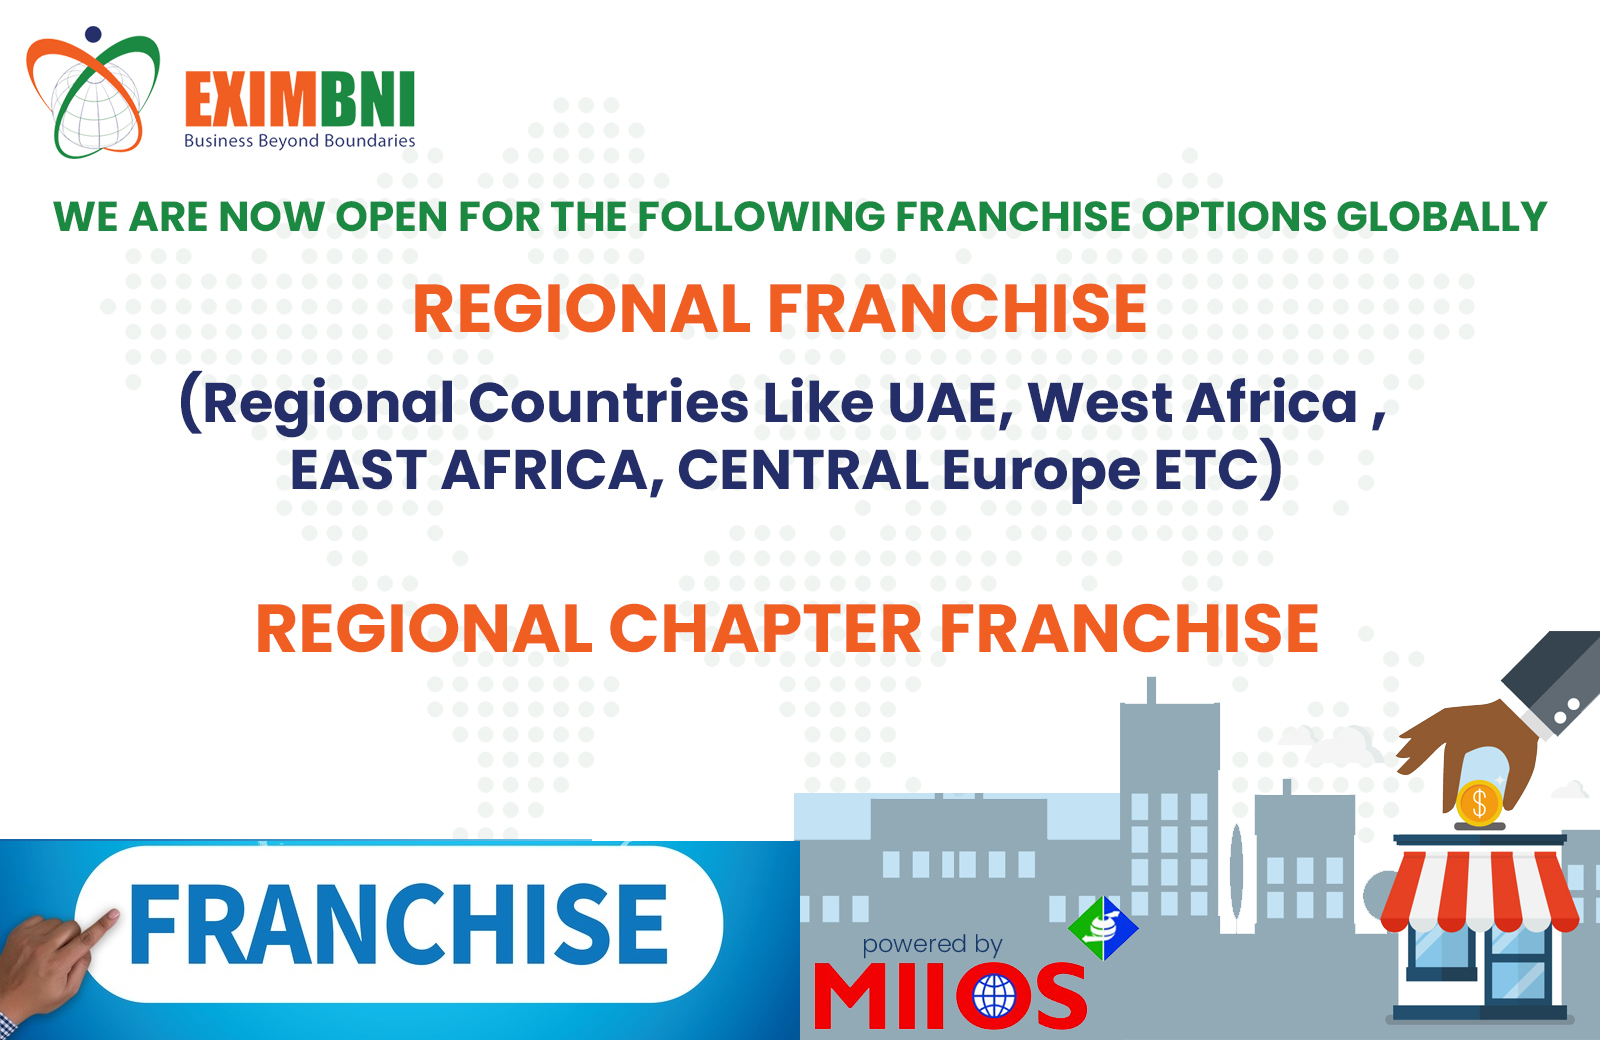 EXIMBNI
Business Beyond Boundaries
WE ARE NOW OPEN FOR THE FOLLOWING FRANCHISE OPTIONS GLOBALLY
REGIONAL FRANCHISE
(Regional Countries Like UAE, West Africa ,
EAST AFRICA, CENTRAL Europe ETC)
REGIONAL CHAPTER FRANCHISE
$
FRANCHISE
powered by
MIIOS